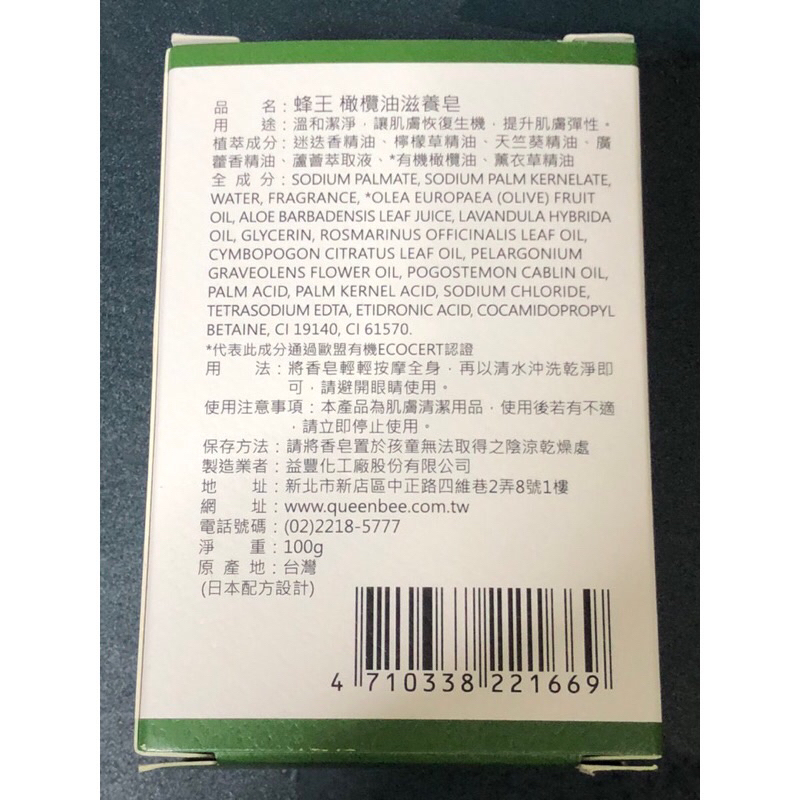 品　　名：蜂王 橄欖油滋養皂
用　　途：溫和潔淨，讓肌膚恢復生機，提升肌膚彈性。
植萃成分：迷迭香精油、檸檬草精油、天竺葵精油、廣
藿香精油、蘆薈萃取液、*有機橄欖油、薰衣草精油
全 成 分：SODIUM PALMATE, SODIUM PALM KERNELATE,
WATER, FRAGRANCE, *OLEA EUROPAEA (OLIVE) FRUIT
OIL, ALOE BARBADENSIS LEAF JUICE, LAVANDULA HYBRIDA
OIL, GLYCERIN, ROSMARINUS OFFICINALIS LEAF OIL,
CYMBOPOGON CITRATUS LEAF OIL, PELARGONIUM
GRAVEOLENS FLOWER OIL, POGOSTEMON CABLIN OIL,
PALM ACID, PALM KERNEL ACID, SODIUM CHLORIDE,
TETRASODIUM EDTA, ETIDRONIC ACID, COCAMIDOPROPYL
BETAINE, CI 19140, CI 61570.
*代表此成分通過歐盟有機ECOCERT認證
用　　法：將香皂輕輕按摩全身，再以清水沖洗乾淨即
可，請避開眼睛使用。
使用注意事項：本產品為肌膚清潔用品，使用後若有不適
，請立即停止使用。
保存方法：請將香皂置於孩童無法取得之陰涼乾燥處
製造業者：益豐化工廠股份有限公司
地　　址：新北市新店區中正路四維巷2弄8號1樓
網　　址：www.queenbee.com.tw
電話號碼：(02)2218-5777
淨　　重：100g
原 產 地：台灣
(日本配方設計)
4 710338 221669